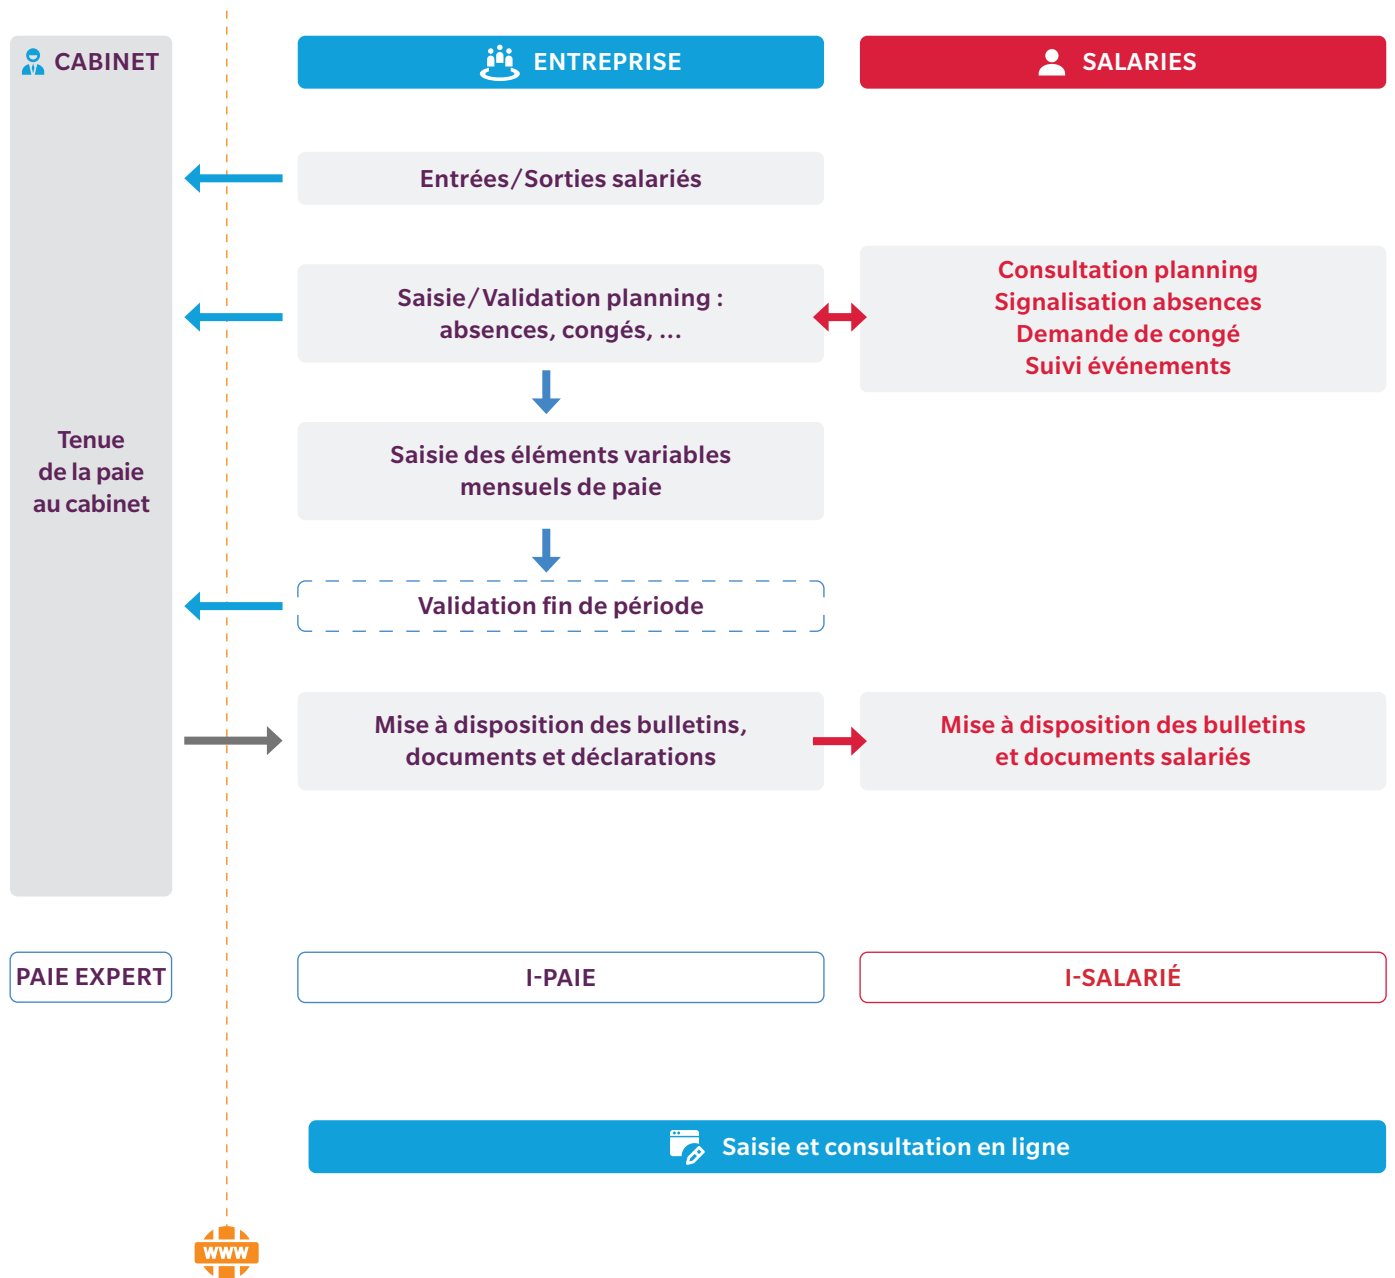 CABINET
ENTREPRISE
SALARIES
Entrées/Sorties salariés
Saisie/Validation planning :
absences, congés, ...
Consultation planning
Signalisation absences
Demande de congé
Suivi événements
Tenue
de la paie
au cabinet
Saisie des éléments variables
mensuels de paie
Validation fin de période
Mise à disposition des bulletins,
documents et déclarations
Mise à disposition des bulletins
et documents salariés
PAIE EXPERT
I-PAIE
I-SALARIÉ
Saisie et consultation en ligne
WWW